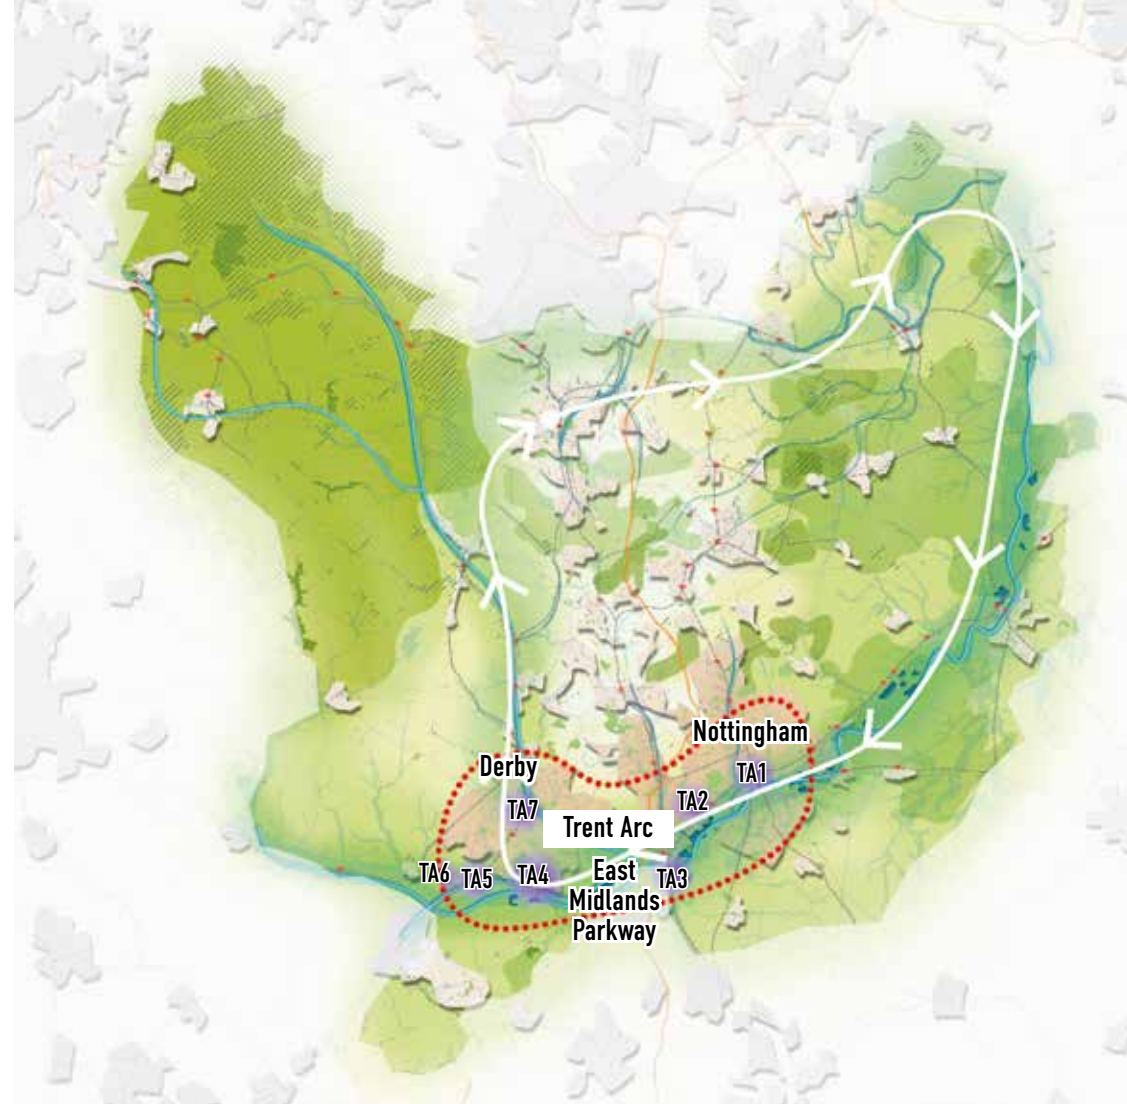 Nottingham
Derby
TA1
TA2
TA7
Trent Arc
TA6
TA5
TA4
East
Midlands
Parkway
TA3